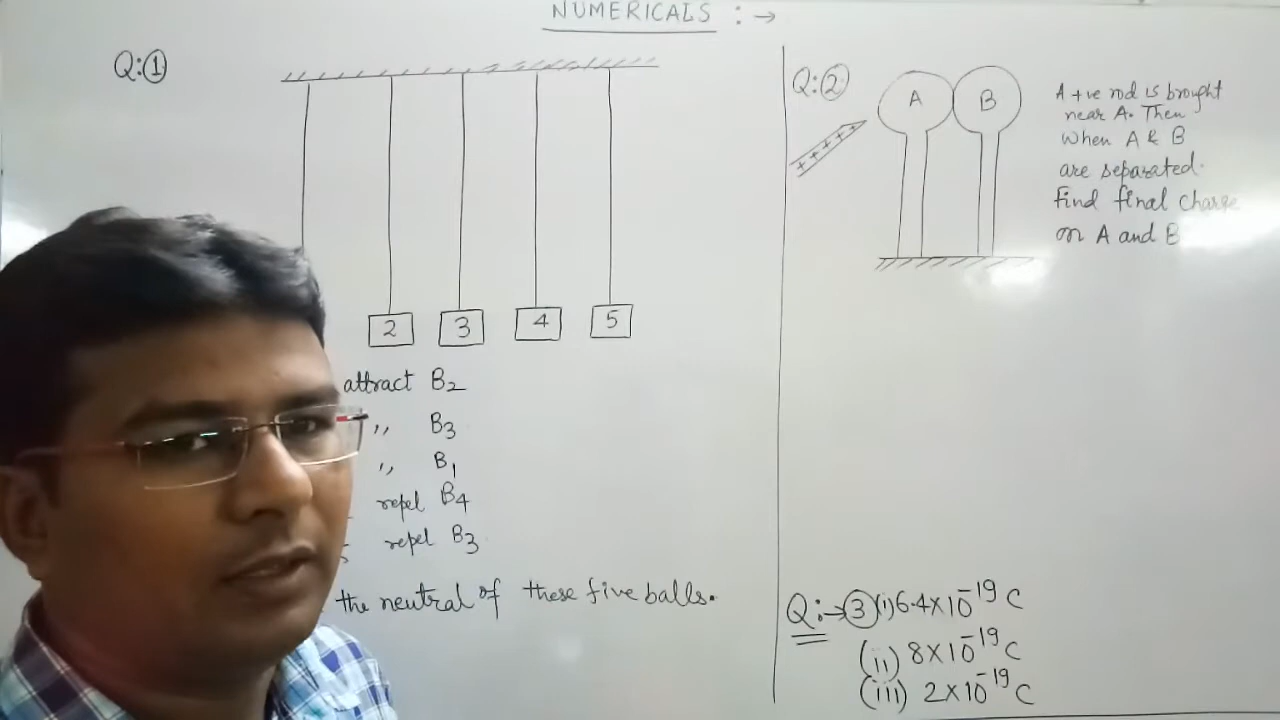 NUMERICALS :→
Q:①
2 3 4 5
attract B₂
,, B₃
,, B₁
repel B₄
repel B₃
the neutral of these five balls.
Q:②
A B
+++++
A +ve rod is brought
near A. Then
when A & B
are separated.
Find final charge
on A and B
Q:→③(i) 6.4×10⁻¹⁹ C
(ii) 8×10⁻¹⁹ C
(iii) 2×10⁻¹⁹ C